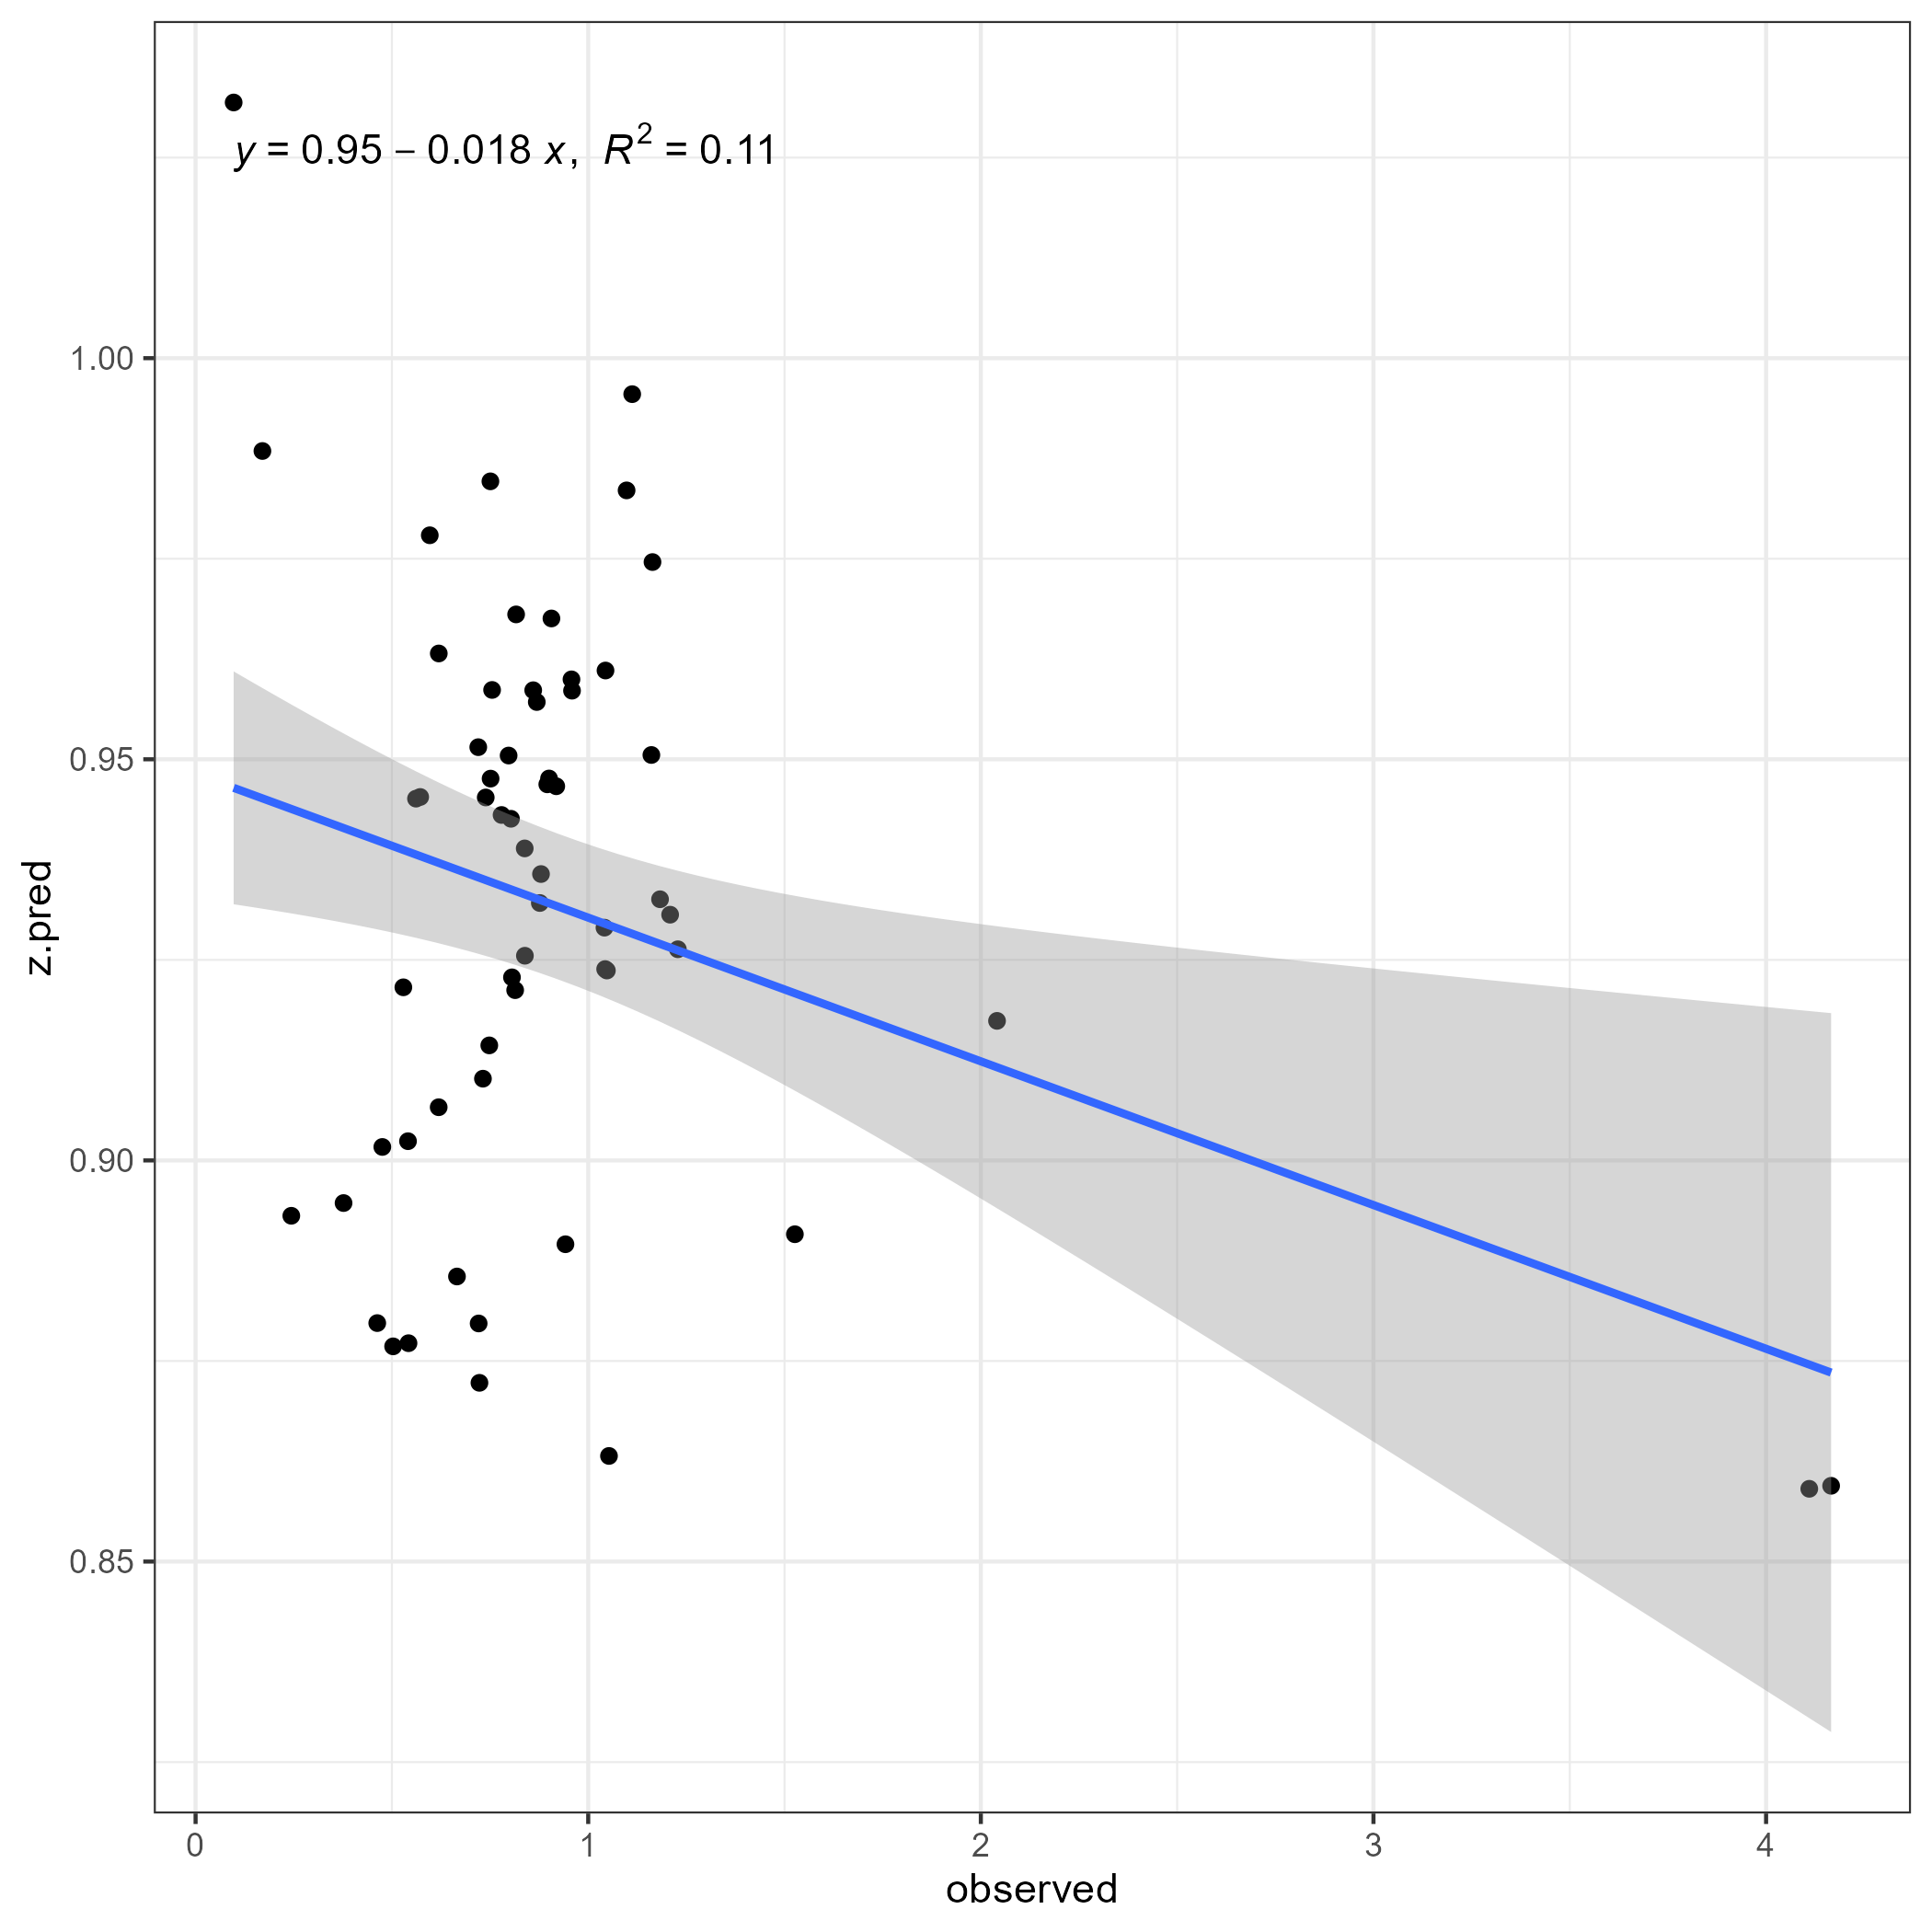 y = 0.95 − 0.018 x, R² = 0.11
1.00
0.95
0.90
0.85
z.pred
0 1 2 3 4
observed